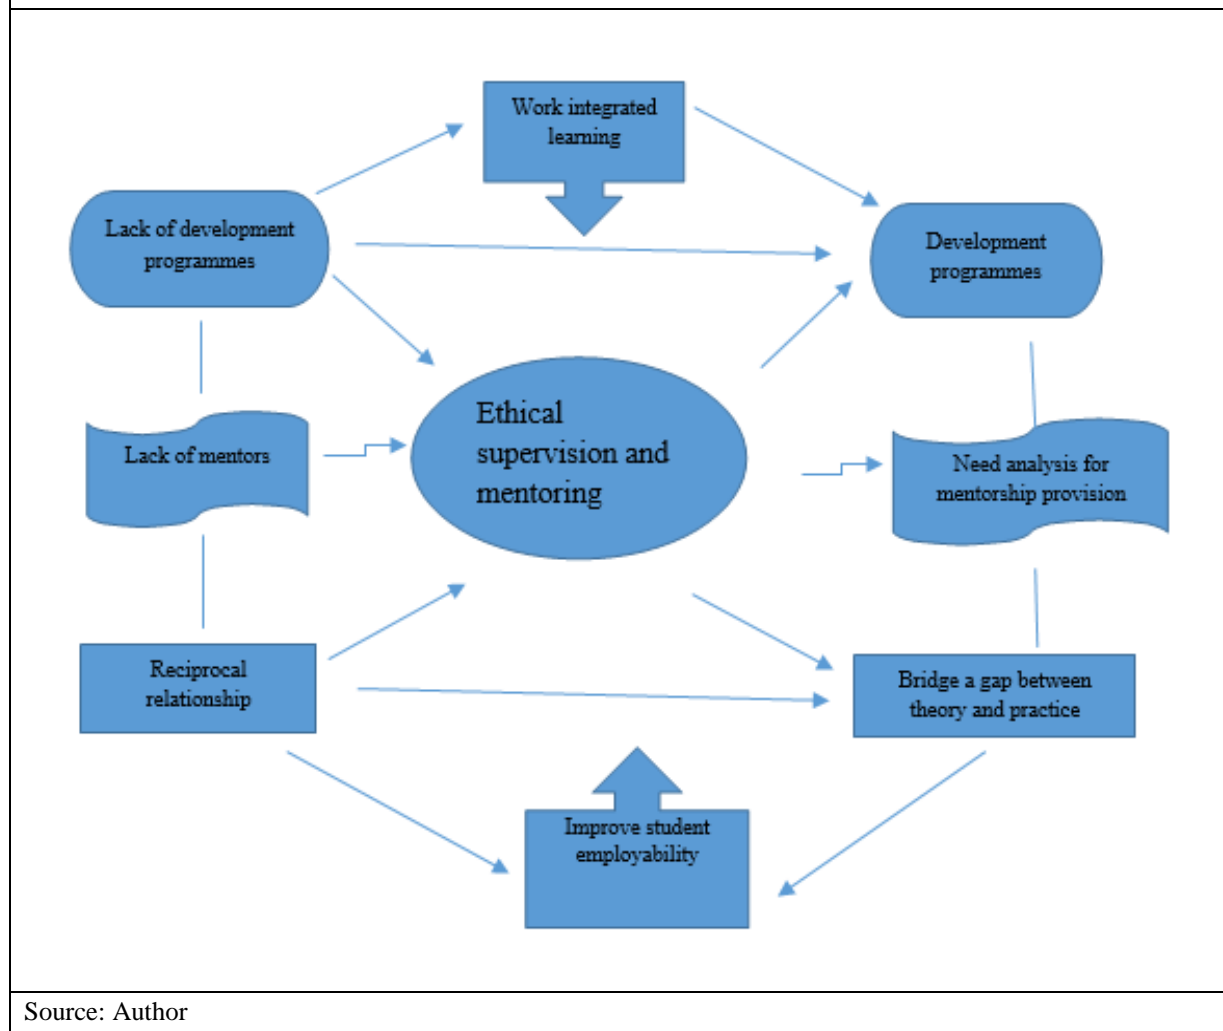 Work integrated
learning
Lack of development
programmes
Development
programmes
Ethical
supervision and
mentoring
Lack of mentors
Need analysis for
mentorship provision
Reciprocal
relationship
Bridge a gap between
theory and practice
Improve student
employability
Source: Author